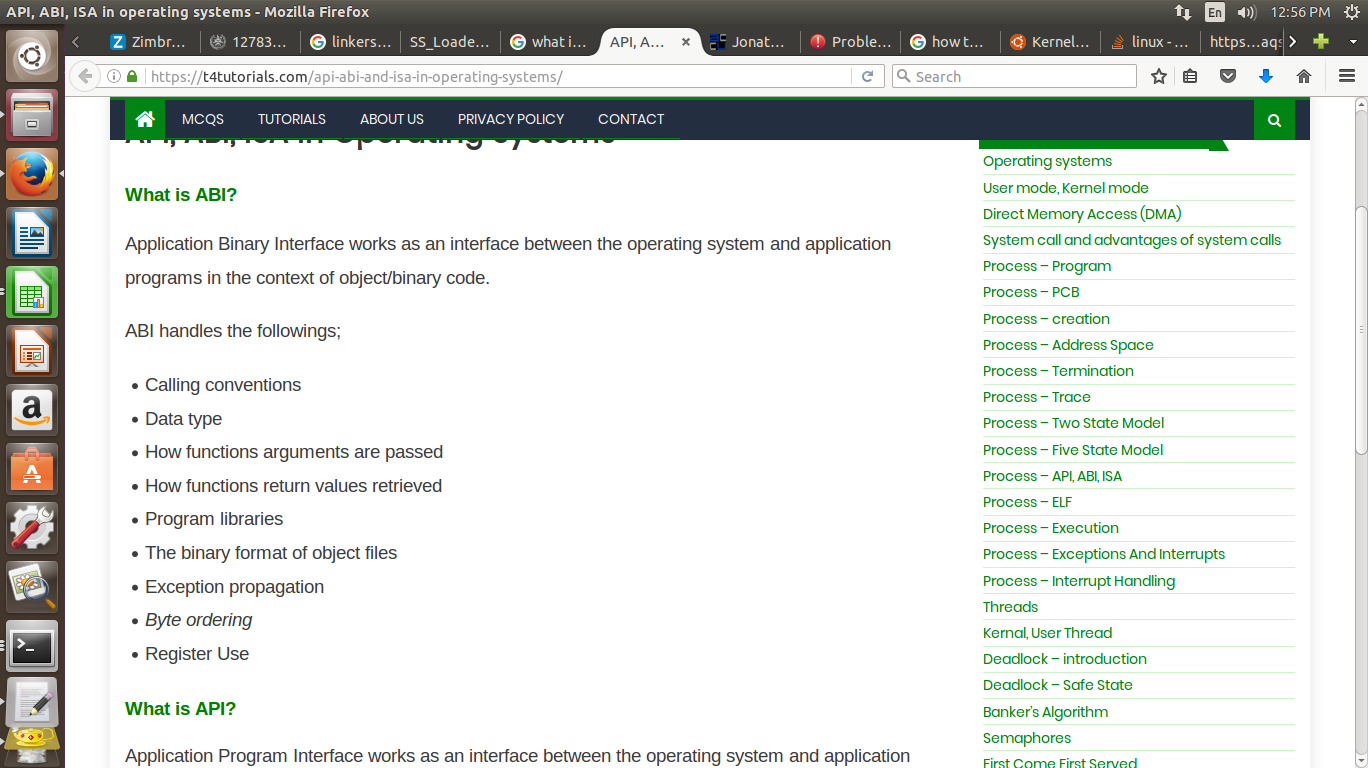 API, ABI, ISA in operating systems - Mozilla Firefox
En
12:56 PM
Zimbr...
12783...
linkers...
SS_Loade...
what i...
API, A...
Jonat...
Proble...
how t...
Kernel...
linux - ...
https...aqs
https://t4tutorials.com/api-abi-and-isa-in-operating-systems/
Search
MCQS
TUTORIALS
ABOUT US
PRIVACY POLICY
CONTACT
API, ABI, ISA in Operating Systems
What is ABI?
Application Binary Interface works as an interface between the operating system and application
programs in the context of object/binary code.
ABI handles the followings;
Calling conventions
Data type
How functions arguments are passed
How functions return values retrieved
Program libraries
The binary format of object files
Exception propagation
Byte ordering
Register Use
What is API?
Application Program Interface works as an interface between the operating system and application
Operating systems
User mode, Kernel mode
Direct Memory Access (DMA)
System call and advantages of system calls
Process – Program
Process – PCB
Process – creation
Process – Address Space
Process – Termination
Process – Trace
Process – Two State Model
Process – Five State Model
Process – API, ABI, ISA
Process – ELF
Process – Execution
Process – Exceptions And Interrupts
Process – Interrupt Handling
Threads
Kernal, User Thread
Deadlock – introduction
Deadlock – Safe State
Banker's Algorithm
Semaphores
First Come First Served